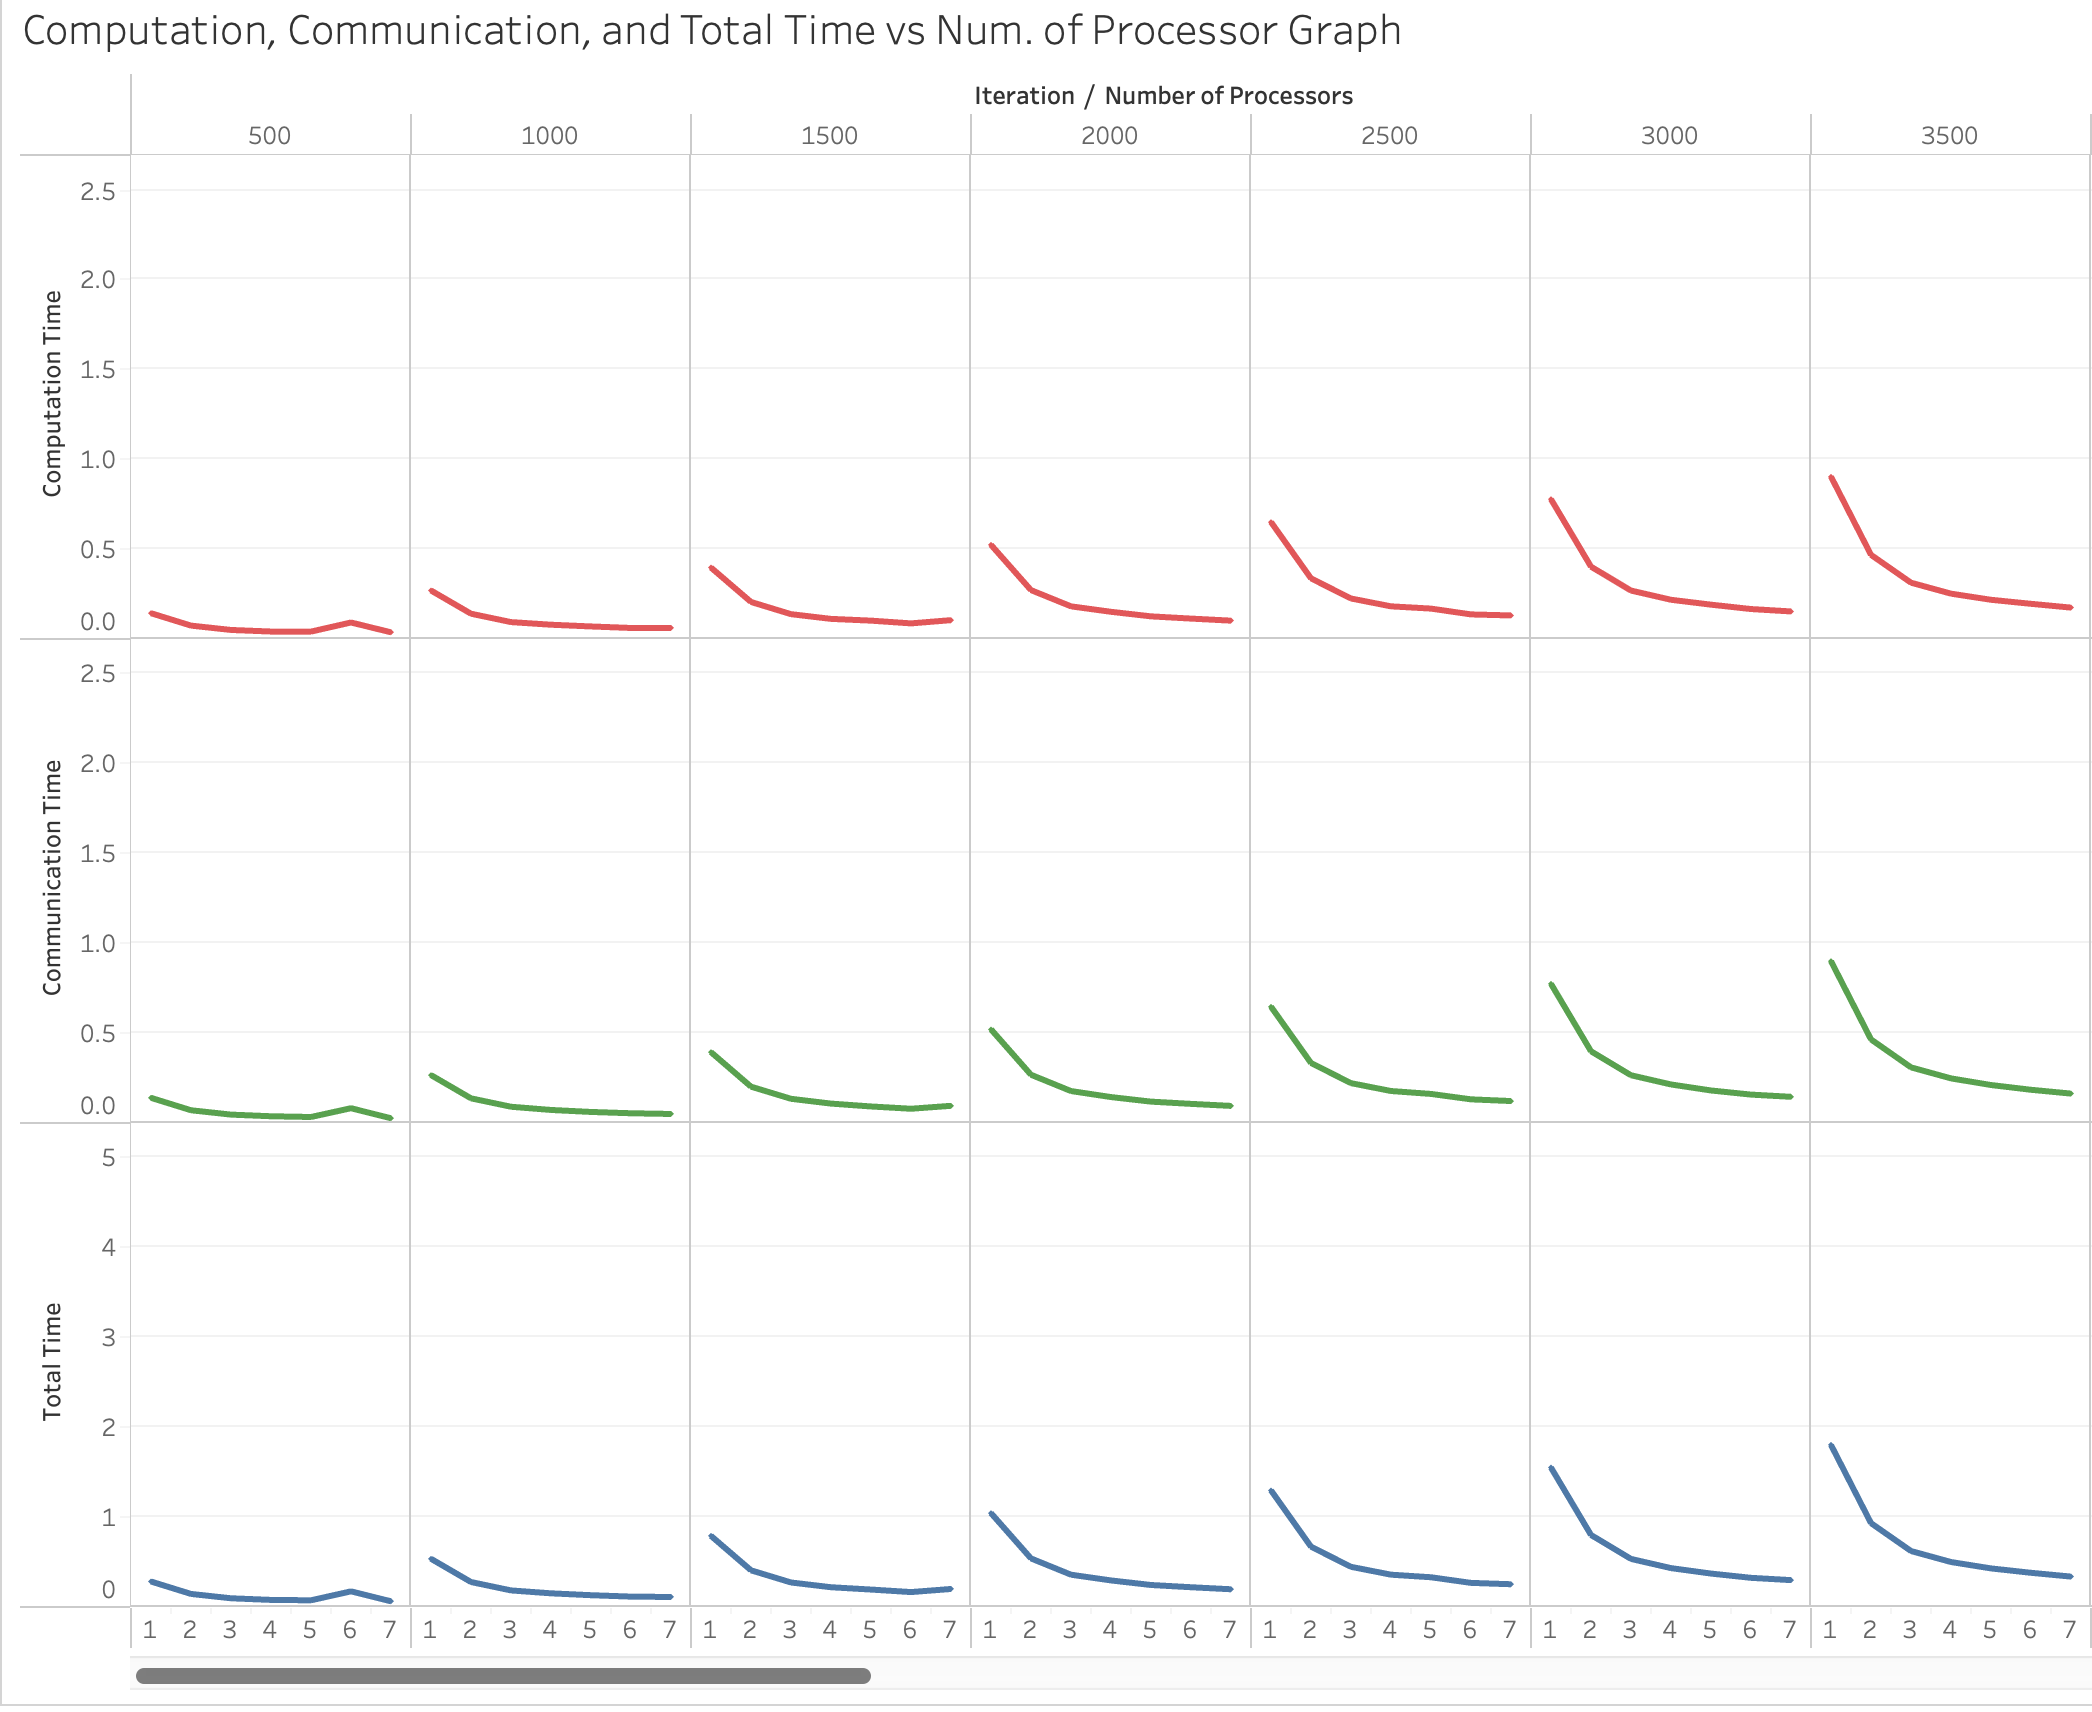 Computation, Communication, and Total Time vs Num. of Processor Graph
Iteration / Number of Processors
500 1000 1500 2000 2500 3000 3500
Computation Time
2.5
2.0
1.5
1.0
0.5
0.0
Communication Time
2.5
2.0
1.5
1.0
0.5
0.0
Total Time
5
4
3
2
1
0
1 2 3 4 5 6 7 1 2 3 4 5 6 7 1 2 3 4 5 6 7 1 2 3 4 5 6 7 1 2 3 4 5 6 7 1 2 3 4 5 6 7 1 2 3 4 5 6 7